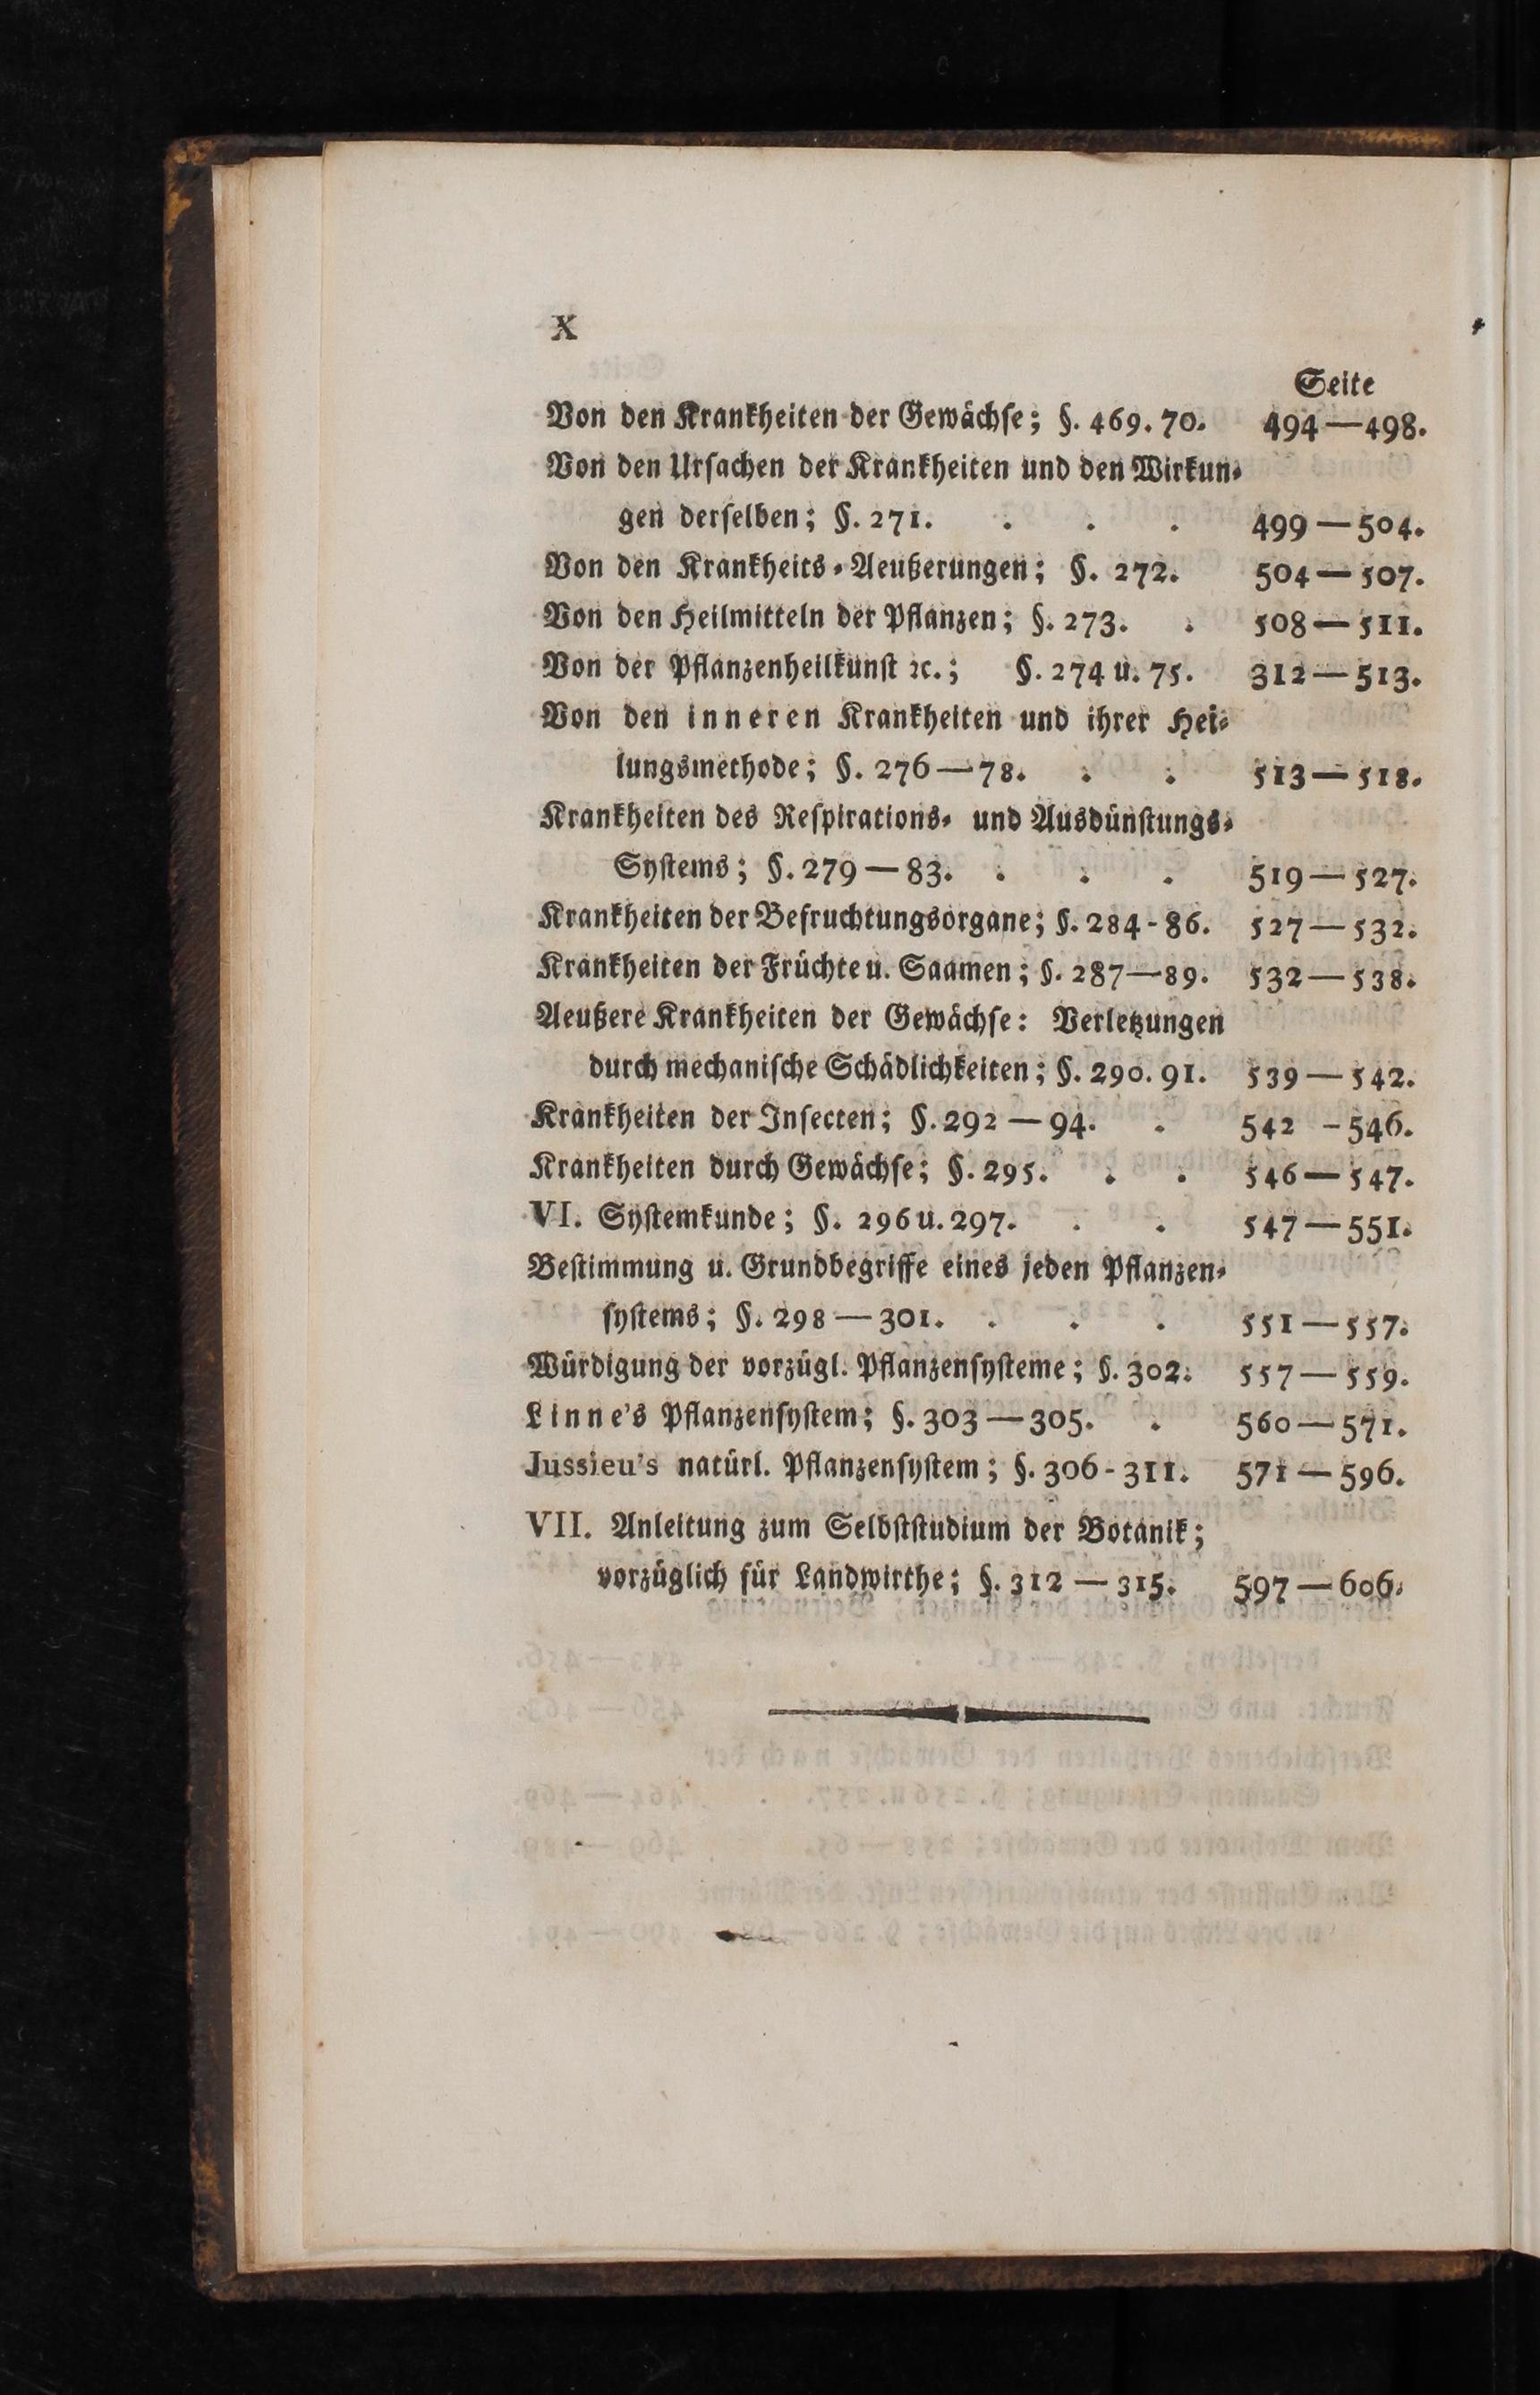 X
Seite
Von den Krankheiten der Gewächse; §. 469. 70. 494—498.
Von den Ursachen der Krankheiten und den Wirkun-
gen derselben; §. 271. . . . 499—504.
Von den Krankheits-Aeußerungen; §. 272. 504—507.
Von den Heilmitteln der Pflanzen; §. 273. . 508—511.
Von der Pflanzenheilkunst ꝛc.; §. 274 u. 75. 312—513.
Von den inneren Krankheiten und ihrer Hei-
lungsmethode; §. 276—78. . . 513—518.
Krankheiten des Respirations- und Ausdünstungs-
Systems; §. 279—83. . . . 519—527.
Krankheiten der Befruchtungsorgane; §. 284-86. 527—532.
Krankheiten der Früchte u. Saamen; §. 287—89. 532—538.
Aeußere Krankheiten der Gewächse: Verletzungen
durch mechanische Schädlichkeiten; §. 290. 91. 539—542.
Krankheiten der Insecten; §. 292—94. . 542 -546.
Krankheiten durch Gewächse; §. 295. . . 546—547.
VI. Systemkunde; §. 296 u. 297. . . 547—551.
Bestimmung u. Grundbegriffe eines jeden Pflanzen-
systems; §. 298—301. . . . 551—557.
Würdigung der vorzügl. Pflanzensysteme; §. 302. 557—559.
Linne's Pflanzensystem; §. 303—305. . 560—571.
Jussieu's natürl. Pflanzensystem; §. 306-311. 571—596.
VII. Anleitung zum Selbststudium der Botanik;
vorzüglich für Landwirthe; §. 312—315. 597—606.